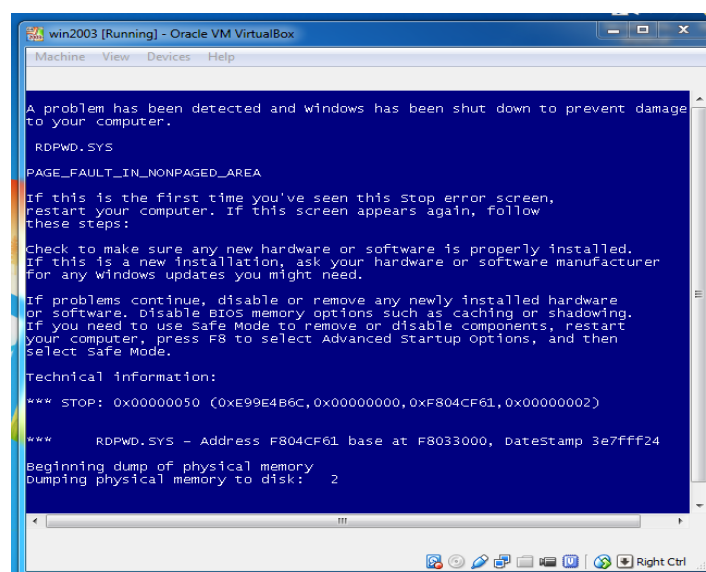 win2003 [Running] - Oracle VM VirtualBox
Machine View Devices Help
A problem has been detected and Windows has been shut down to prevent damage
to your computer.
RDPWD.SYS
PAGE_FAULT_IN_NONPAGED_AREA
If this is the first time you've seen this Stop error screen,
restart your computer. If this screen appears again, follow
these steps:
Check to make sure any new hardware or software is properly installed.
If this is a new installation, ask your hardware or software manufacturer
for any Windows updates you might need.
If problems continue, disable or remove any newly installed hardware
or software. Disable BIOS memory options such as caching or shadowing.
If you need to use Safe Mode to remove or disable components, restart
your computer, press F8 to select Advanced Startup Options, and then
select Safe Mode.
Technical information:
*** STOP: 0x00000050 (0xE99E4B6C,0x00000000,0xF804CF61,0x00000002)
*** RDPWD.SYS - Address F804CF61 base at F8033000, DateStamp 3e7fff24
Beginning dump of physical memory
Dumping physical memory to disk: 2
Right Ctrl